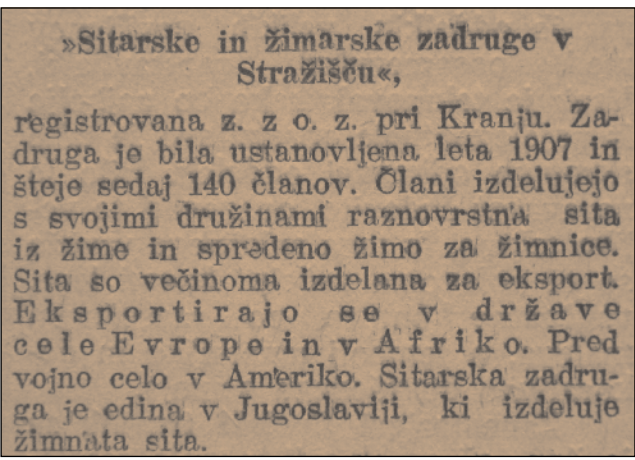 »Sitarske in žimarske zadruge v
Stražišču«,
registrovana z. z o. z. pri Kranju. Za-
druga je bila ustanovljena leta 1907 in
šteje sedaj 140 članov. Člani izdelujejo
s svojimi družinami raznovrstna sita
iz žime in spredeno žimo za žimnice.
Sita so večinoma izdelana za eksport.
Eksportirajo se v države
cele Evrope in v Afriko. Pred
vojno celo v Ameriko. Sitarska zadru-
ga je edina v Jugoslaviji, ki izdeluje
žimnata sita.